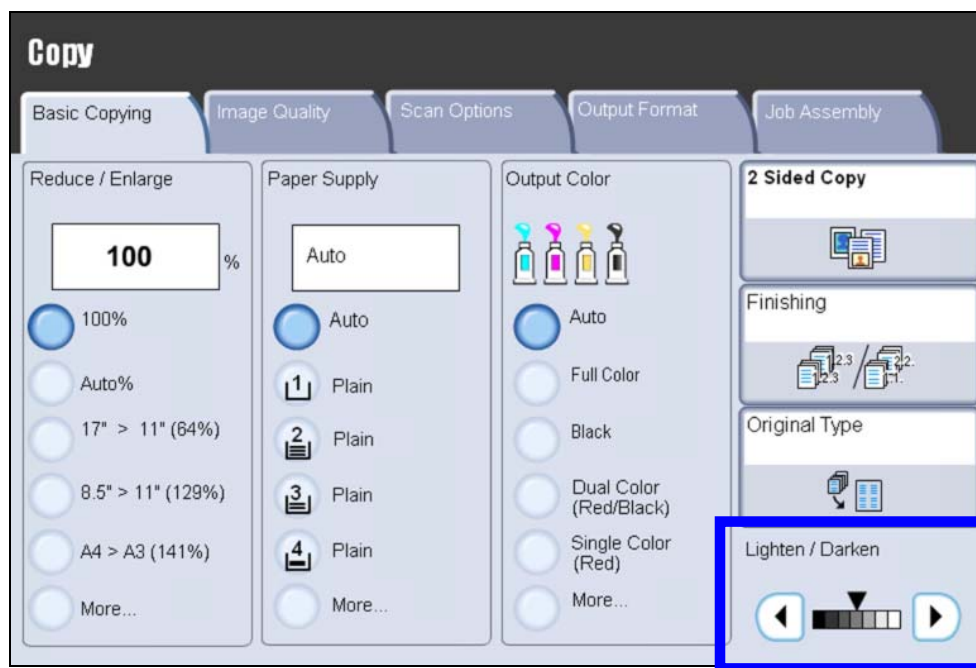 Copy
Basic Copying
Image Quality
Scan Options
Output Format
Job Assembly
Reduce / Enlarge
100
%
100%
Auto%
17" > 11" (64%)
8.5" > 11" (129%)
A4 > A3 (141%)
More...
Paper Supply
Auto
Auto
1 Plain
2 Plain
3 Plain
4 Plain
More...
Output Color
Auto
Full Color
Black
Dual Color
(Red/Black)
Single Color
(Red)
More...
2 Sided Copy
Finishing
Original Type
Lighten / Darken